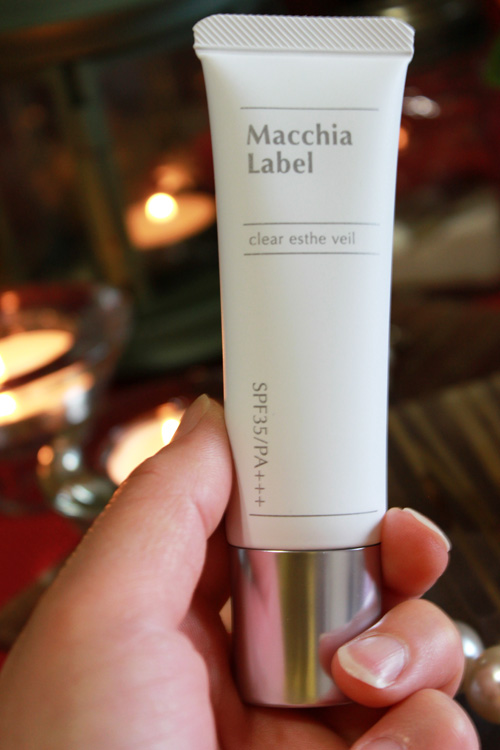 Macchia
Label
clear esthe veil
SPF35/PA+++